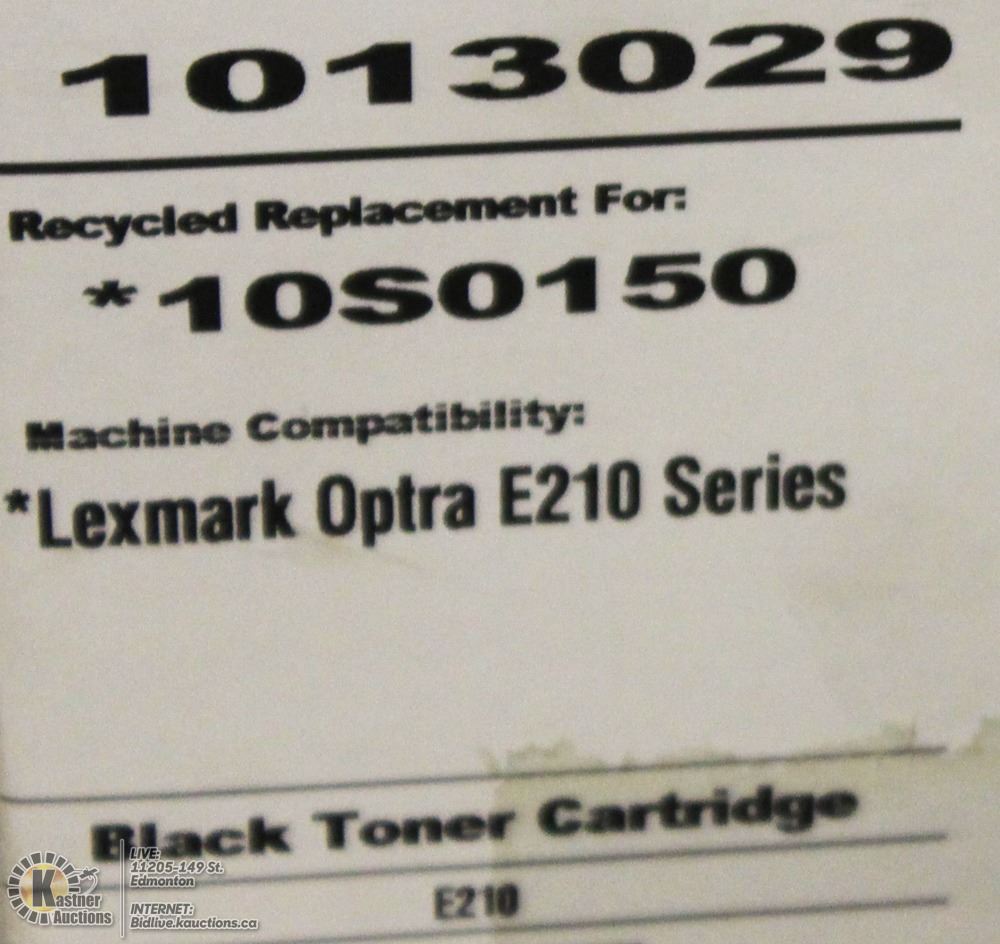 1013029
Recycled Replacement For:
*10S0150
Machine Compatibility:
*Lexmark Optra E210 Series
Black Toner Cartridge
E210
Kastner
Auctions
LIVE:
11205-149 St.
Edmonton
INTERNET:
Bidlive.kauctions.ca